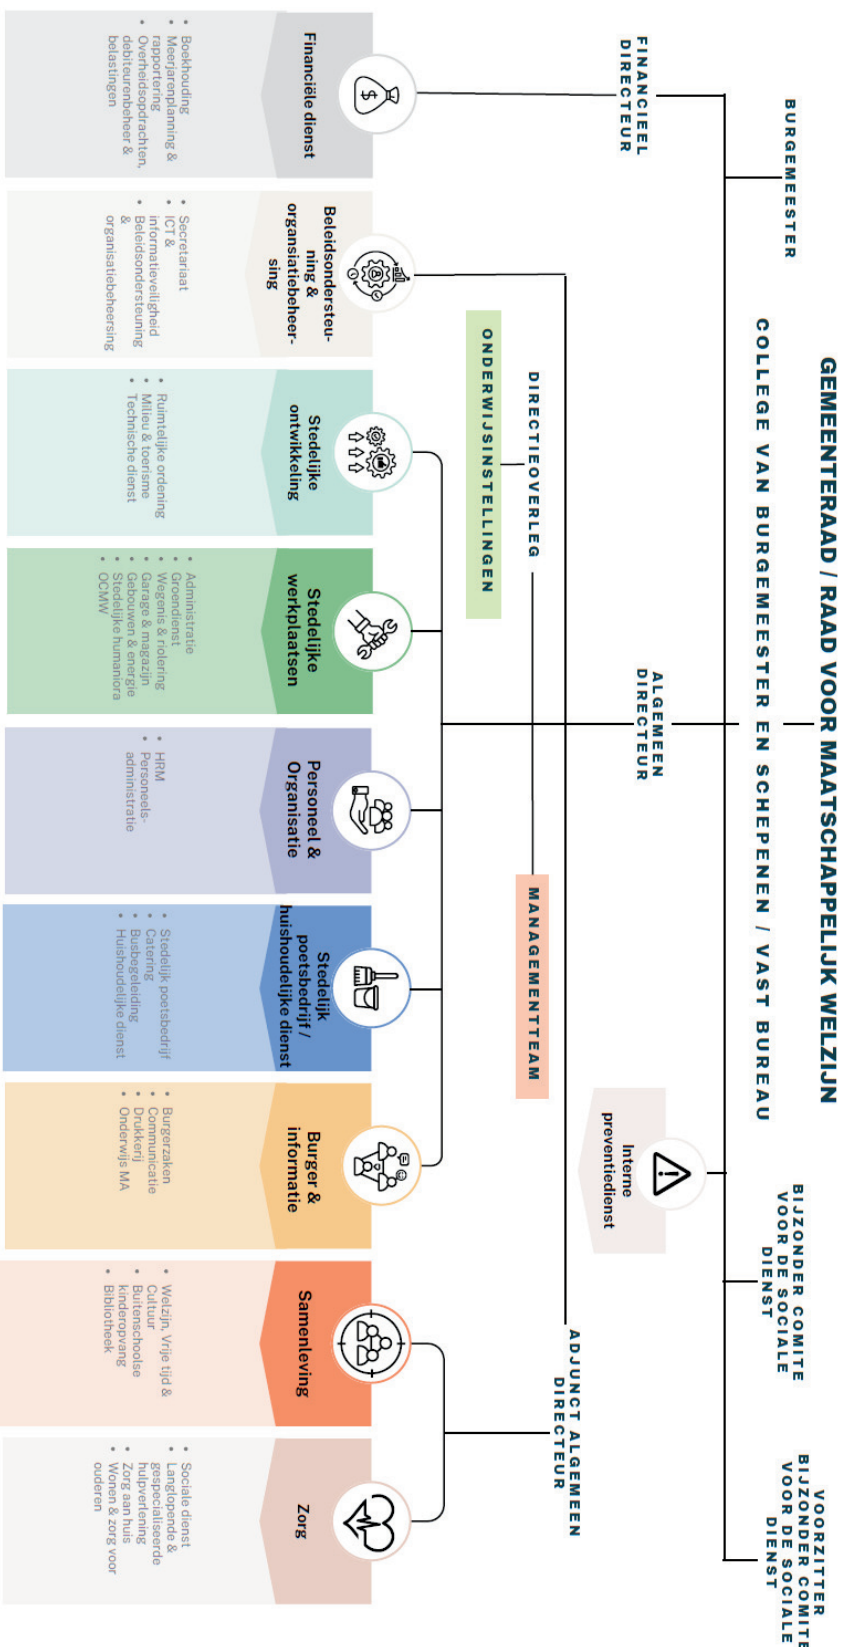 GEMEENTERAAD / RAAD VOOR MAATSCHAPPELIJK WELZIJN
COLLEGE VAN BURGEMEESTER EN SCHEPENEN / VAST BUREAU
BURGEMEESTER
BIJZONDER COMITE
VOOR DE SOCIALE
DIENST
VOORZITTER
BIJZONDER COMITE
VOOR DE SOCIALE
DIENST
FINANCIEEL
DIRECTEUR
ALGEMEEN
DIRECTEUR
Interne
preventiedienst
ADJUNCT ALGEMEEN
DIRECTEUR
DIRECTIEOVERLEG
MANAGEMENTTEAM
ONDERWIJSINSTELLINGEN
Financiële dienst
• Boekhouding
• Meerjarenplanning &
rapportering
• Overheidsopdrachten,
debiteurenbeheer &
belastingen
Beleidsondersteu-
ning &
organsiatiebeheer-
sing
• Secretariaat
• ICT &
informatieveiligheid
• Beleidsondersteuning
&
organisatiebeheersing
Stedelijke
ontwikkeling
• Ruimtelijke ordening
• Milieu & toerisme
• Technische dienst
Stedelijke
werkplaatsen
• Administratie
• Groendienst
• Wegenis & riolering
• Garage & magazijn
• Gebouwen & energie
• Stedelijke humaniora
• OCMW
Personeel &
Organisatie
• HRM
• Personeels-
administratie
Stedelijk
poetsbedrijf /
huishoudelijke dienst
• Stedelijk poetsbedrijf
• Catering
• Busbegeleiding
• Huishoudelijke dienst
Burger &
informatie
• Burgerzaken
• Communicatie
• Drukkerij
• Onderwijs MA
Samenleving
• Welzijn, Vrije tijd &
Cultuur
• Buitenschoolse
kinderopvang
• Bibliotheek
Zorg
• Sociale dienst
• Langlopende &
gespecialiseerde
hulpverlening
• Zorg aan huis
• Wonen & zorg voor
ouderen